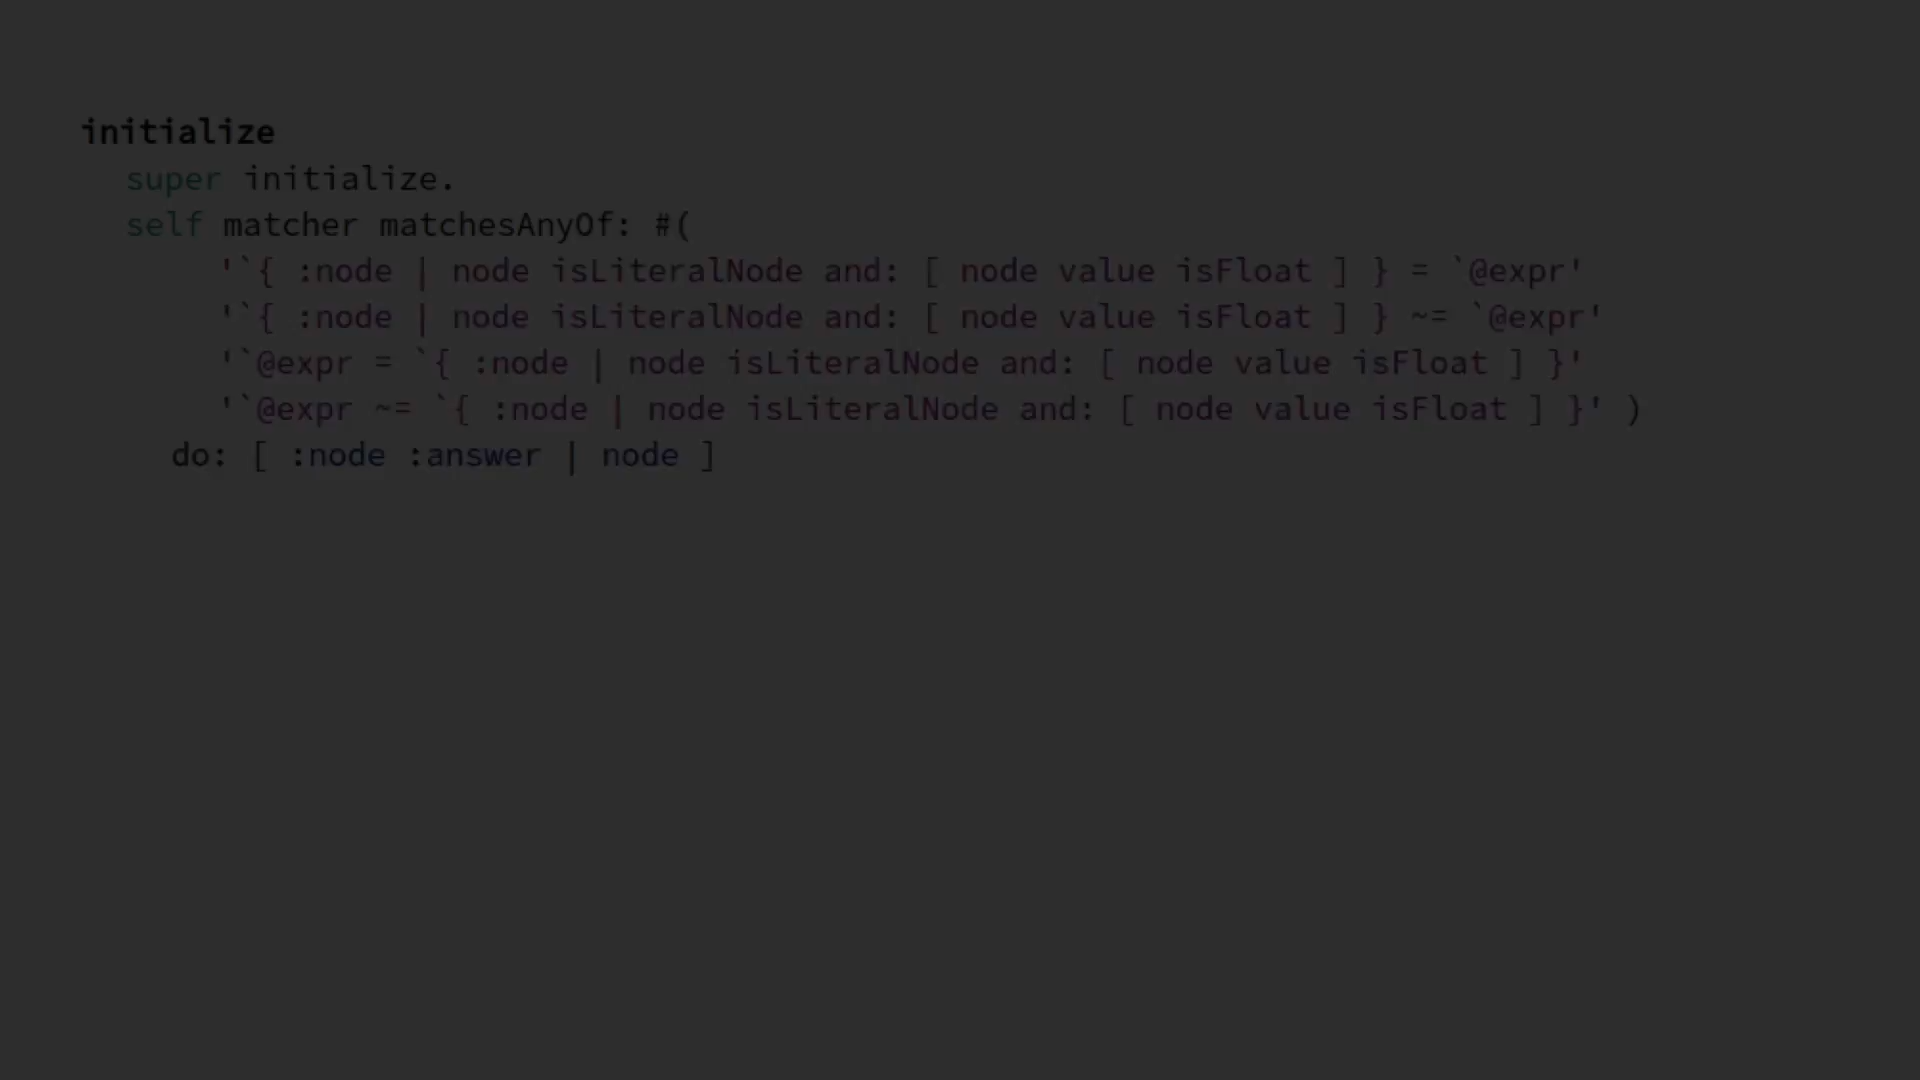 initialize
super initialize.
self matcher matchesAnyOf: #(
'`{ :node | node isLiteralNode and: [ node value isFloat ] } = `@expr'
'`{ :node | node isLiteralNode and: [ node value isFloat ] } ~= `@expr'
'`@expr = `{ :node | node isLiteralNode and: [ node value isFloat ] }'
'`@expr ~= `{ :node | node isLiteralNode and: [ node value isFloat ] }' )
do: [ :node :answer | node ]